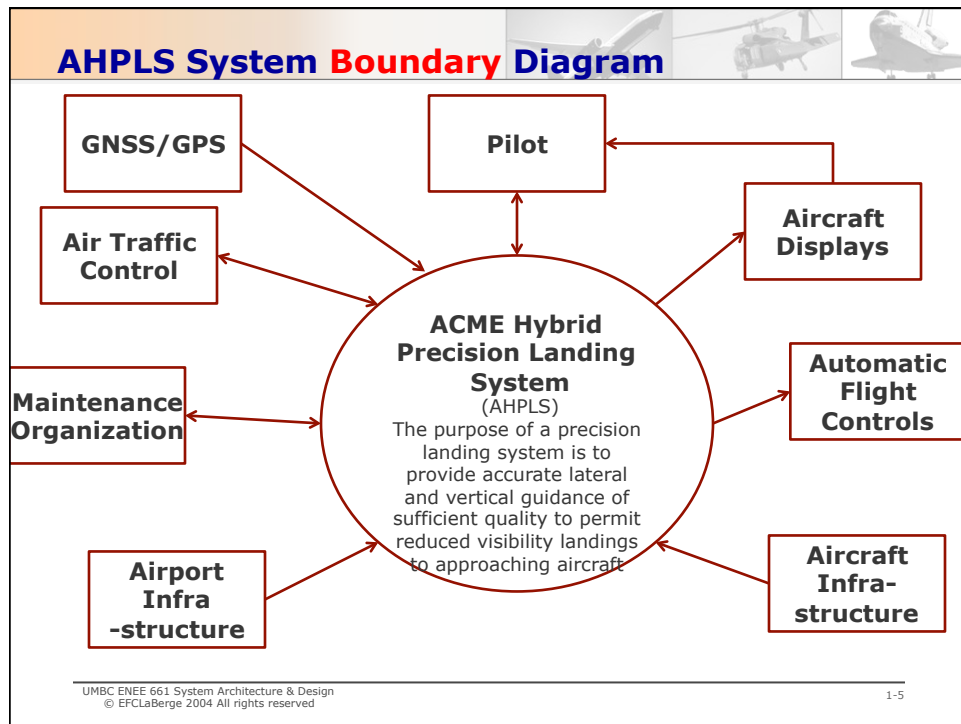 AHPLS System Boundary Diagram
GNSS/GPS
Pilot
Air Traffic
Control
Aircraft
Displays
ACME Hybrid
Precision Landing
System
(AHPLS)
The purpose of a precision
landing system is to
provide accurate lateral
and vertical guidance of
sufficient quality to permit
reduced visibility landings
to approaching aircraft
Maintenance
Organization
Automatic
Flight
Controls
Airport
Infra
-structure
Aircraft
Infra-
structure
UMBC ENEE 661 System Architecture & Design
© EFCLaBerge 2004 All rights reserved
1-5